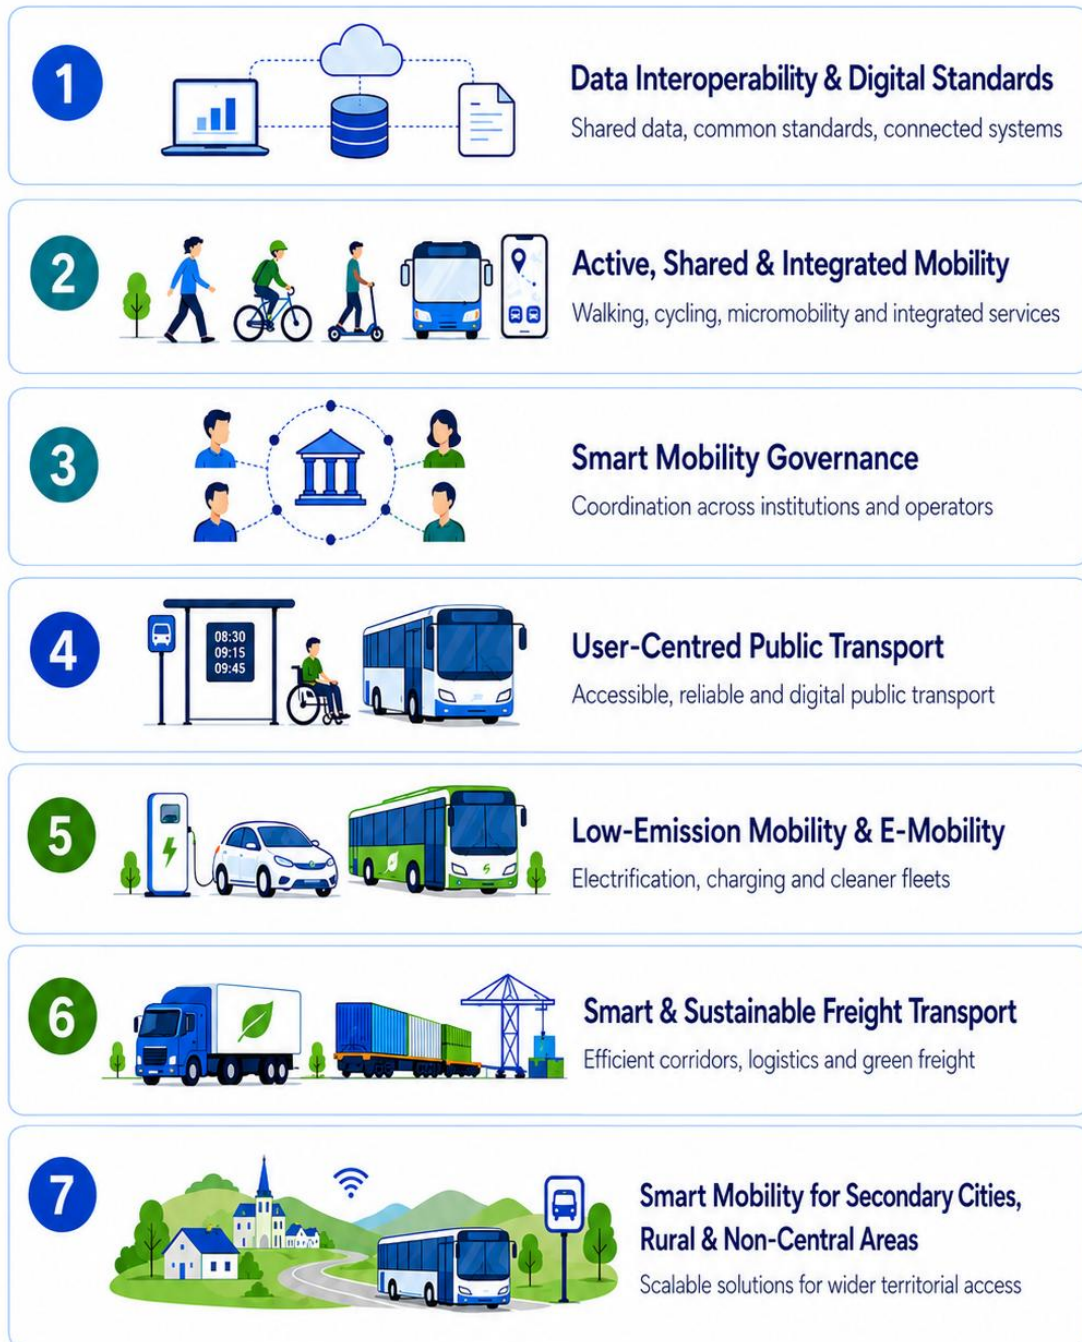 1
Data Interoperability & Digital Standards
Shared data, common standards, connected systems
2
Active, Shared & Integrated Mobility
Walking, cycling, micromobility and integrated services
3
Smart Mobility Governance
Coordination across institutions and operators
4
08:30
09:15
09:45
User-Centred Public Transport
Accessible, reliable and digital public transport
5
Low-Emission Mobility & E-Mobility
Electrification, charging and cleaner fleets
6
Smart & Sustainable Freight Transport
Efficient corridors, logistics and green freight
7
Smart Mobility for Secondary Cities,
Rural & Non-Central Areas
Scalable solutions for wider territorial access